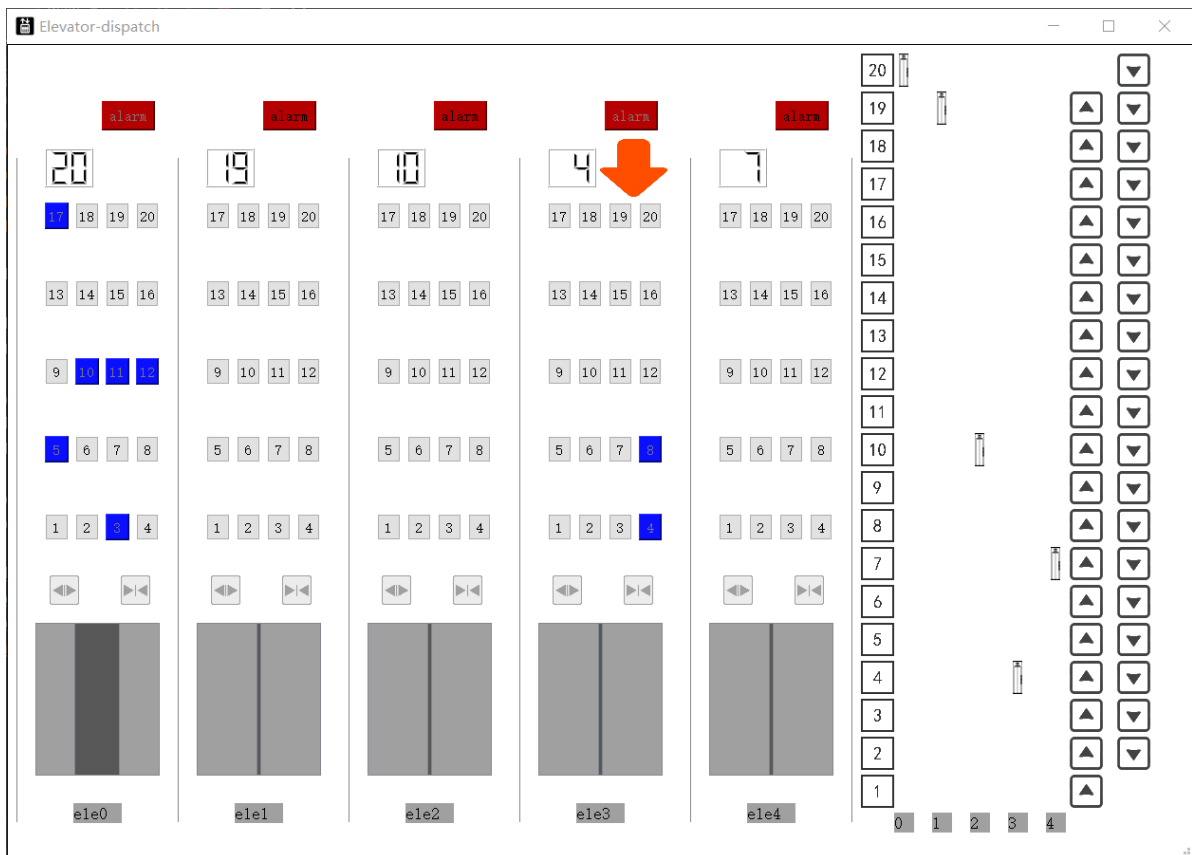 Elevator-dispatch
alarm alarm alarm alarm alarm
20 19 10 4 7
17 18 19 20 17 18 19 20 17 18 19 20 17 18 19 20 17 18 19 20
13 14 15 16 13 14 15 16 13 14 15 16 13 14 15 16 13 14 15 16
9 10 11 12 9 10 11 12 9 10 11 12 9 10 11 12 9 10 11 12
5 6 7 8 5 6 7 8 5 6 7 8 5 6 7 8 5 6 7 8
1 2 3 4 1 2 3 4 1 2 3 4 1 2 3 4 1 2 3 4
ele0 ele1 ele2 ele3 ele4
20
19
18
17
16
15
14
13
12
11
10
9
8
7
6
5
4
3
2
1
0 1 2 3 4